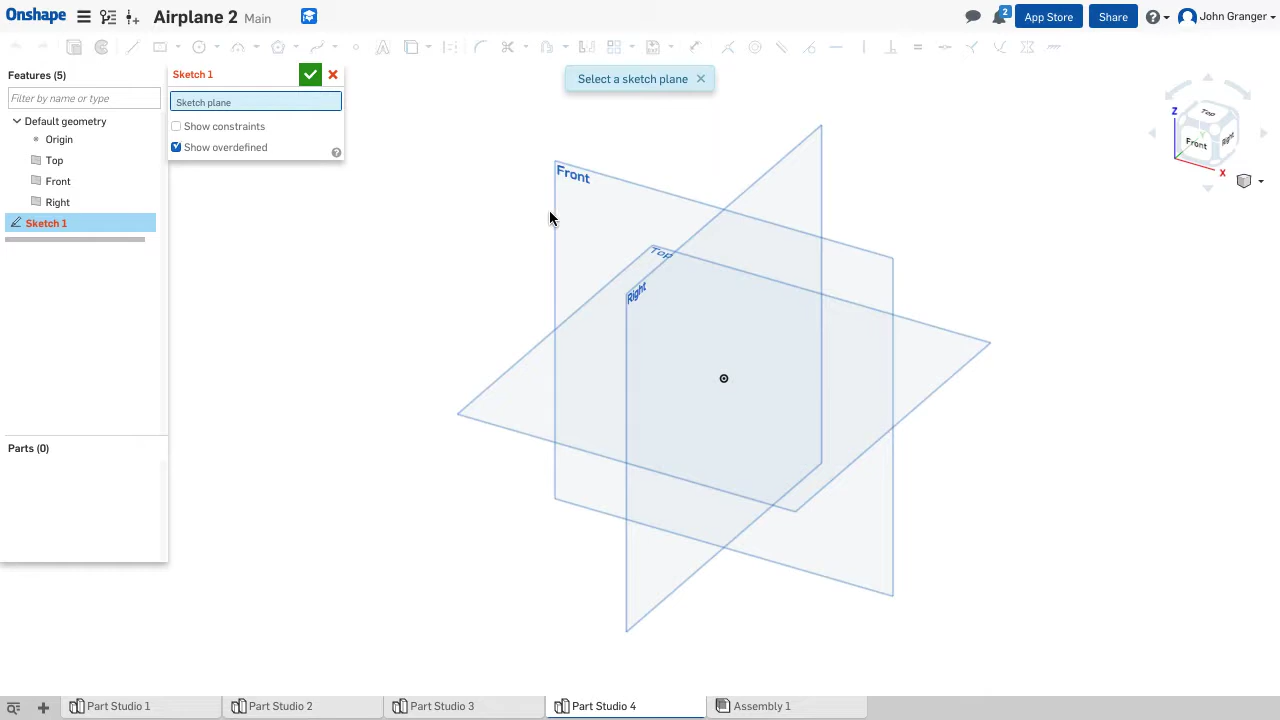 Onshape
Airplane 2 Main
2
App Store
Share
John Granger
Features (5)
Filter by name or type
Default geometry
Origin
Top
Front
Right
Sketch 1
Parts (0)
Sketch 1
Sketch plane
Show constraints
Show overdefined
Select a sketch plane
Front
Top
Right
Z
Top
Y
Front
Right
X
Part Studio 1
Part Studio 2
Part Studio 3
Part Studio 4
Assembly 1